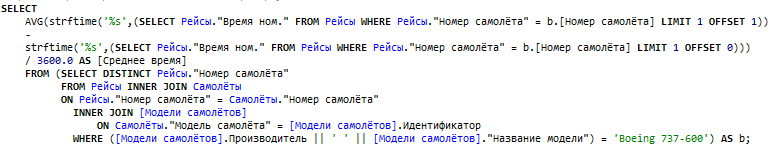 SELECT
AVG(strftime('%s',(SELECT Рейсы."Время ном." FROM Рейсы WHERE Рейсы."Номер самолёта" = b.[Номер самолёта] LIMIT 1 OFFSET 1))
-
strftime('%s',(SELECT Рейсы."Время ном." FROM Рейсы WHERE Рейсы."Номер самолёта" = b.[Номер самолёта] LIMIT 1 OFFSET 0)))
/ 3600.0 AS [Среднее время]
FROM (SELECT DISTINCT Рейсы."Номер самолёта"
FROM Рейсы INNER JOIN Самолёты
ON Рейсы."Номер самолёта" = Самолёты."Номер самолёта"
INNER JOIN [Модели самолётов]
ON Самолёты."Модель самолёта" = [Модели самолётов].Идентификатор
WHERE ([Модели самолётов].Производитель || ' ' || [Модели самолётов]."Название модели") = 'Boeing 737-600') AS b;